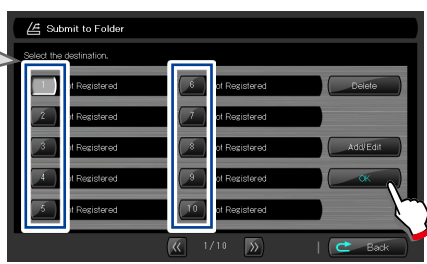 Submit to Folder
Select the destination.
1 ot Registered 6 ot Registered Delete
2 ot Registered 7 ot Registered
3 ot Registered 8 ot Registered Add/Edit
4 ot Registered 9 ot Registered OK
5 ot Registered 10 ot Registered
1/10 Back